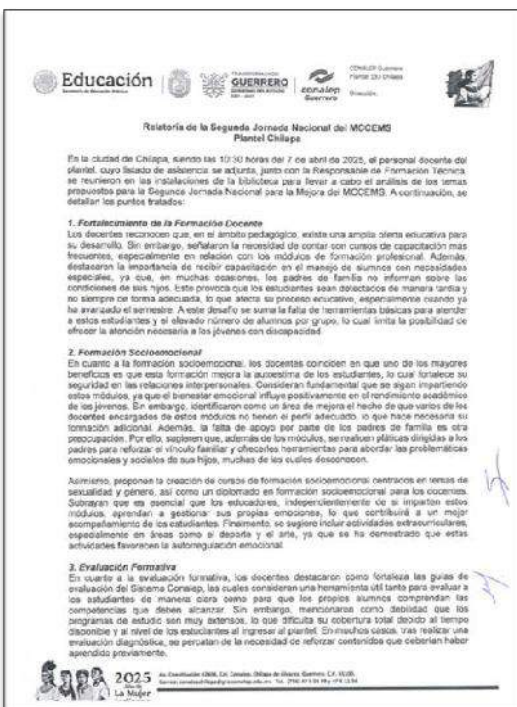 Educación
Secretaría de Educación Pública
TRANSFORMANDO
GUERRERO
GOBIERNO DEL ESTADO
2021 - 2027
conalep
Guerrero
CONALEP Guerrero
Plantel Chilapa
Dirección
Relatoría de la Segunda Jornada Nacional del MCCEMS
Plantel Chilapa
En la ciudad de Chilapa, siendo las 10:30 horas del 7 de abril de 2025, el personal docente del
plantel, cuyo listado de asistencia se adjunta, junto con la Responsable de Formación Técnica,
se reunieron en las instalaciones de la biblioteca para llevar a cabo el análisis de los temas
propuestos para la Segunda Jornada Nacional para la Mejora del MCCEMS. A continuación, se
detallan los puntos tratados:
1. Fortalecimiento de la Formación Docente
Los docentes reconocen que, en el ámbito pedagógico, existe una amplia oferta educativa para
su desarrollo. Sin embargo, señalaron la necesidad de contar con cursos de capacitación más
frecuentes, especialmente en relación con los módulos de formación profesional. Además,
destacaron la importancia de recibir capacitación en el manejo de alumnos con necesidades
especiales, ya que, en muchas ocasiones, los padres de familia no informan sobre las
condiciones de sus hijos. Esto provoca que los estudiantes sean detectados de manera tardía y
no siempre de forma adecuada, lo que afecta su proceso educativo, especialmente cuando ya
ha avanzado el semestre. A este desafío se suma la falta de herramientas básicas para atender
a estos estudiantes y el elevado número de alumnos por grupo, lo cual limita la posibilidad de
ofrecer la atención necesaria a los jóvenes con discapacidad.
2. Formación Socioemocional
En cuanto a la formación socioemocional, los docentes coinciden en que uno de los mayores
beneficios es que esta formación mejora la autoestima de los estudiantes, lo cual fortalece su
seguridad en las relaciones interpersonales. Consideran fundamental que se sigan impartiendo
estos módulos, ya que el bienestar emocional influye positivamente en el rendimiento académico
de los jóvenes. Sin embargo, identificaron como un área de mejora el hecho de que varios de los
docentes encargados de estos módulos no tienen el perfil adecuado, lo que hace necesaria su
formación adicional. Además, la falta de apoyo por parte de los padres de familia es otra
preocupación. Por ello, sugieren que, además de los módulos, se realicen pláticas dirigidas a los
padres para reforzar el vínculo familiar y ofrecerles herramientas para abordar las problemáticas
emocionales y sociales de sus hijos, muchas de las cuales desconocen.
Asimismo, proponen la creación de cursos de formación socioemocional centrados en temas de
sexualidad y género, así como un diplomado en formación socioemocional para los docentes.
Subrayan que es esencial que los educadores, independientemente de si imparten estos
módulos, aprendan a gestionar sus propias emociones, lo que contribuirá a un mejor
acompañamiento de los estudiantes. Finalmente, se sugiere incluir actividades extracurriculares,
especialmente en áreas como el deporte y el arte, ya que se ha demostrado que estas
actividades favorecen la autorregulación emocional.
3. Evaluación Formativa
En cuanto a la evaluación formativa, los docentes destacaron como fortaleza las guías de
evaluación del Sistema Conalep, las cuales consideran una herramienta útil tanto para evaluar a
los estudiantes de manera clara como para que los propios alumnos comprendan las
competencias que deben alcanzar. Sin embargo, mencionaron como debilidad que los
programas de estudio son muy extensos, lo que dificulta su cobertura total debido al tiempo
disponible y al nivel de los estudiantes al ingresar al plantel. En muchos casos, tras realizar una
evaluación diagnóstica, se percatan de la necesidad de reforzar contenidos que deberían haber
aprendido previamente.
2025
Año de
La Mujer